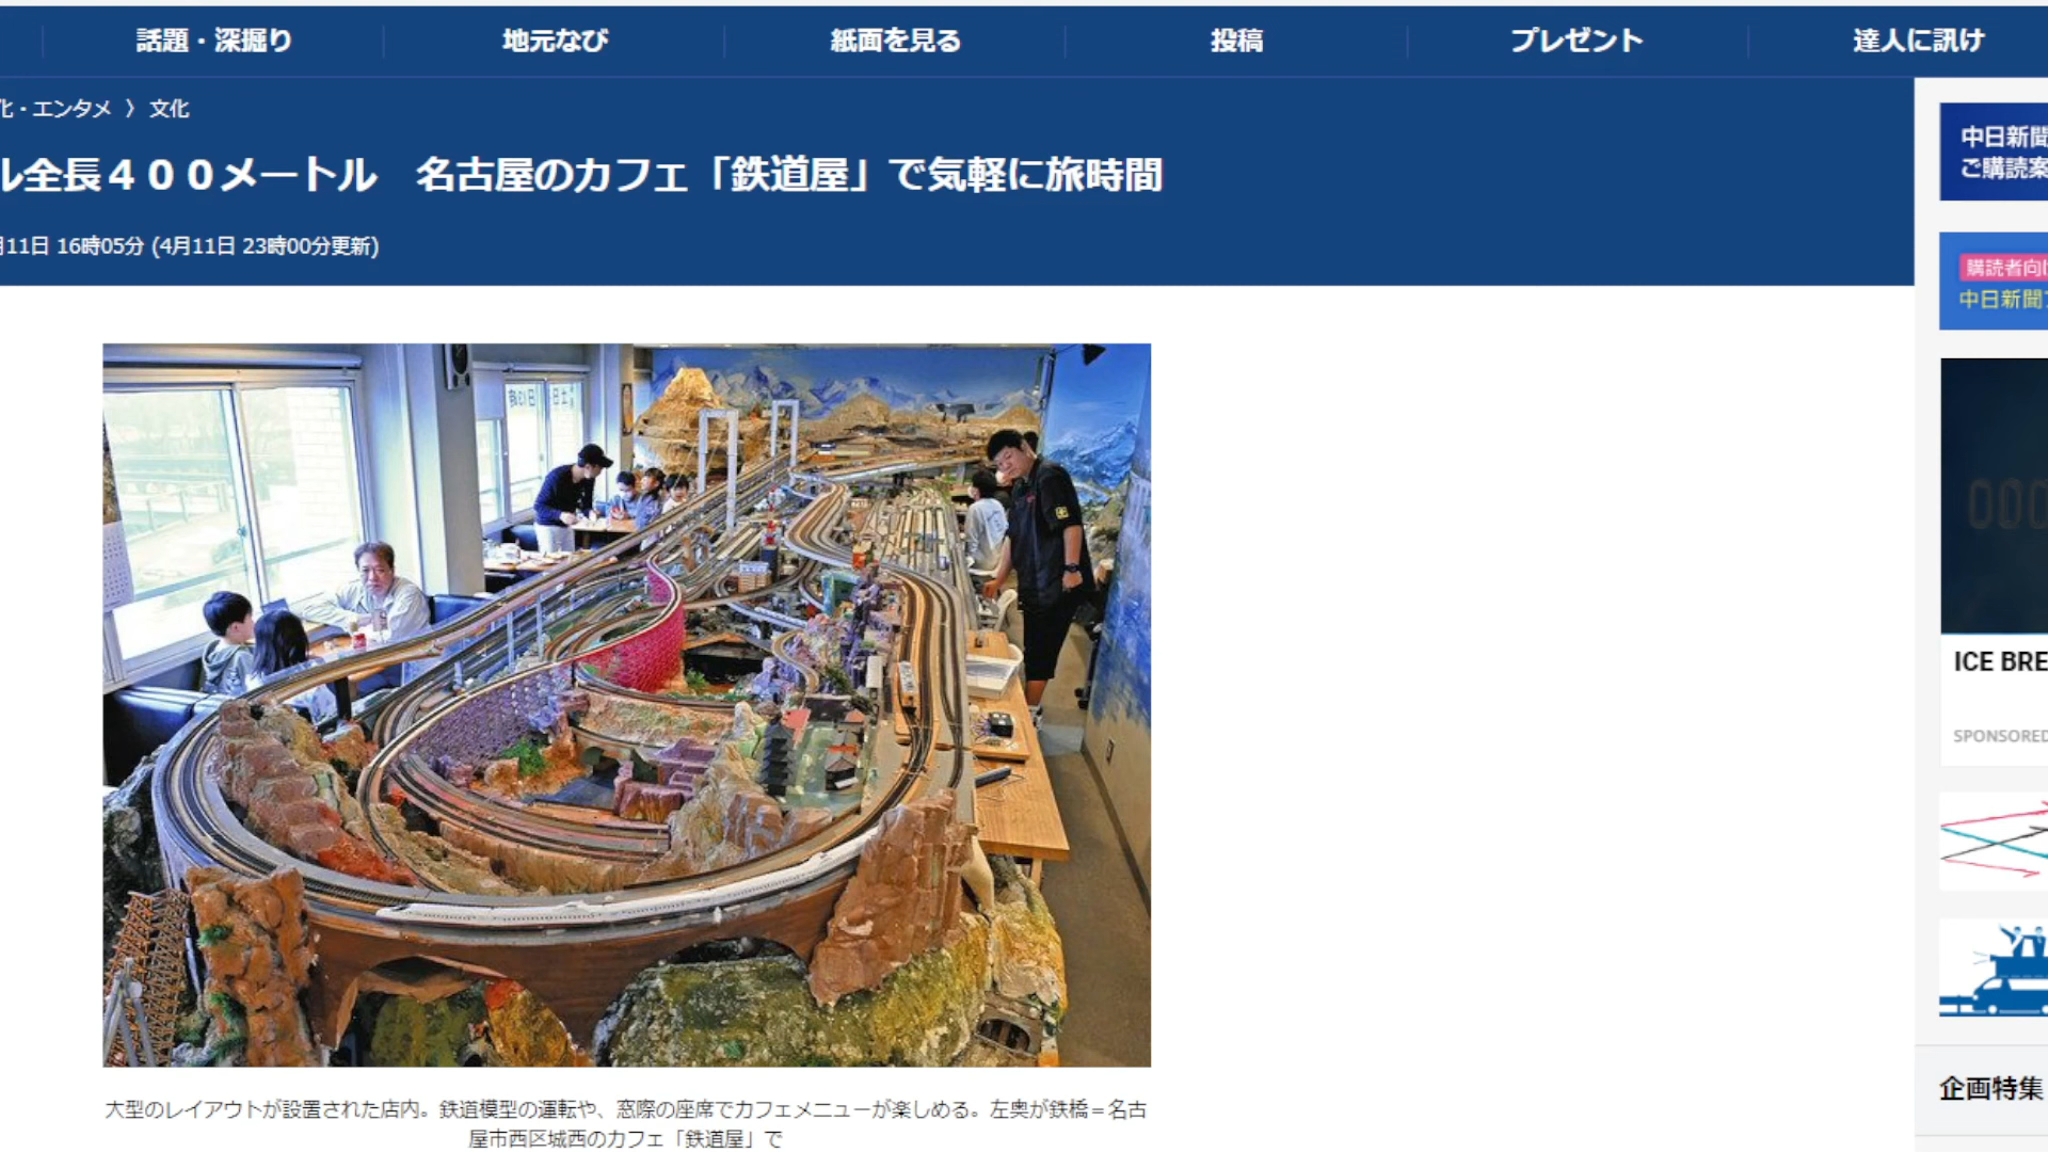 話題・深掘り
地元なび
紙面を見る
投稿
プレゼント
達人に訊け
化・エンタメ 〉 文化
ル全長４００メートル　名古屋のカフェ「鉄道屋」で気軽に旅時間
月11日 16時05分 (4月11日 23時00分更新)
大型のレイアウトが設置された店内。鉄道模型の運転や、窓際の座席でカフェメニューが楽しめる。左奥が鉄橋＝名古
屋市西区城西のカフェ「鉄道屋」で
中日新聞
ご購読案
購読者向け
中日新聞
000
ICE BRE
SPONSORED
企画特集